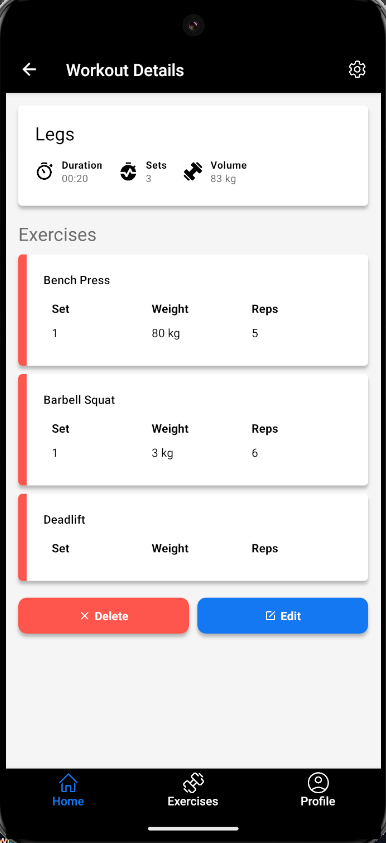 Workout Details
Legs
Duration Sets Volume
00:20 3 83 kg
Exercises
Bench Press
Set Weight Reps
1 80 kg 5
Barbell Squat
Set Weight Reps
1 3 kg 6
Deadlift
Set Weight Reps
Delete Edit
Home Exercises Profile